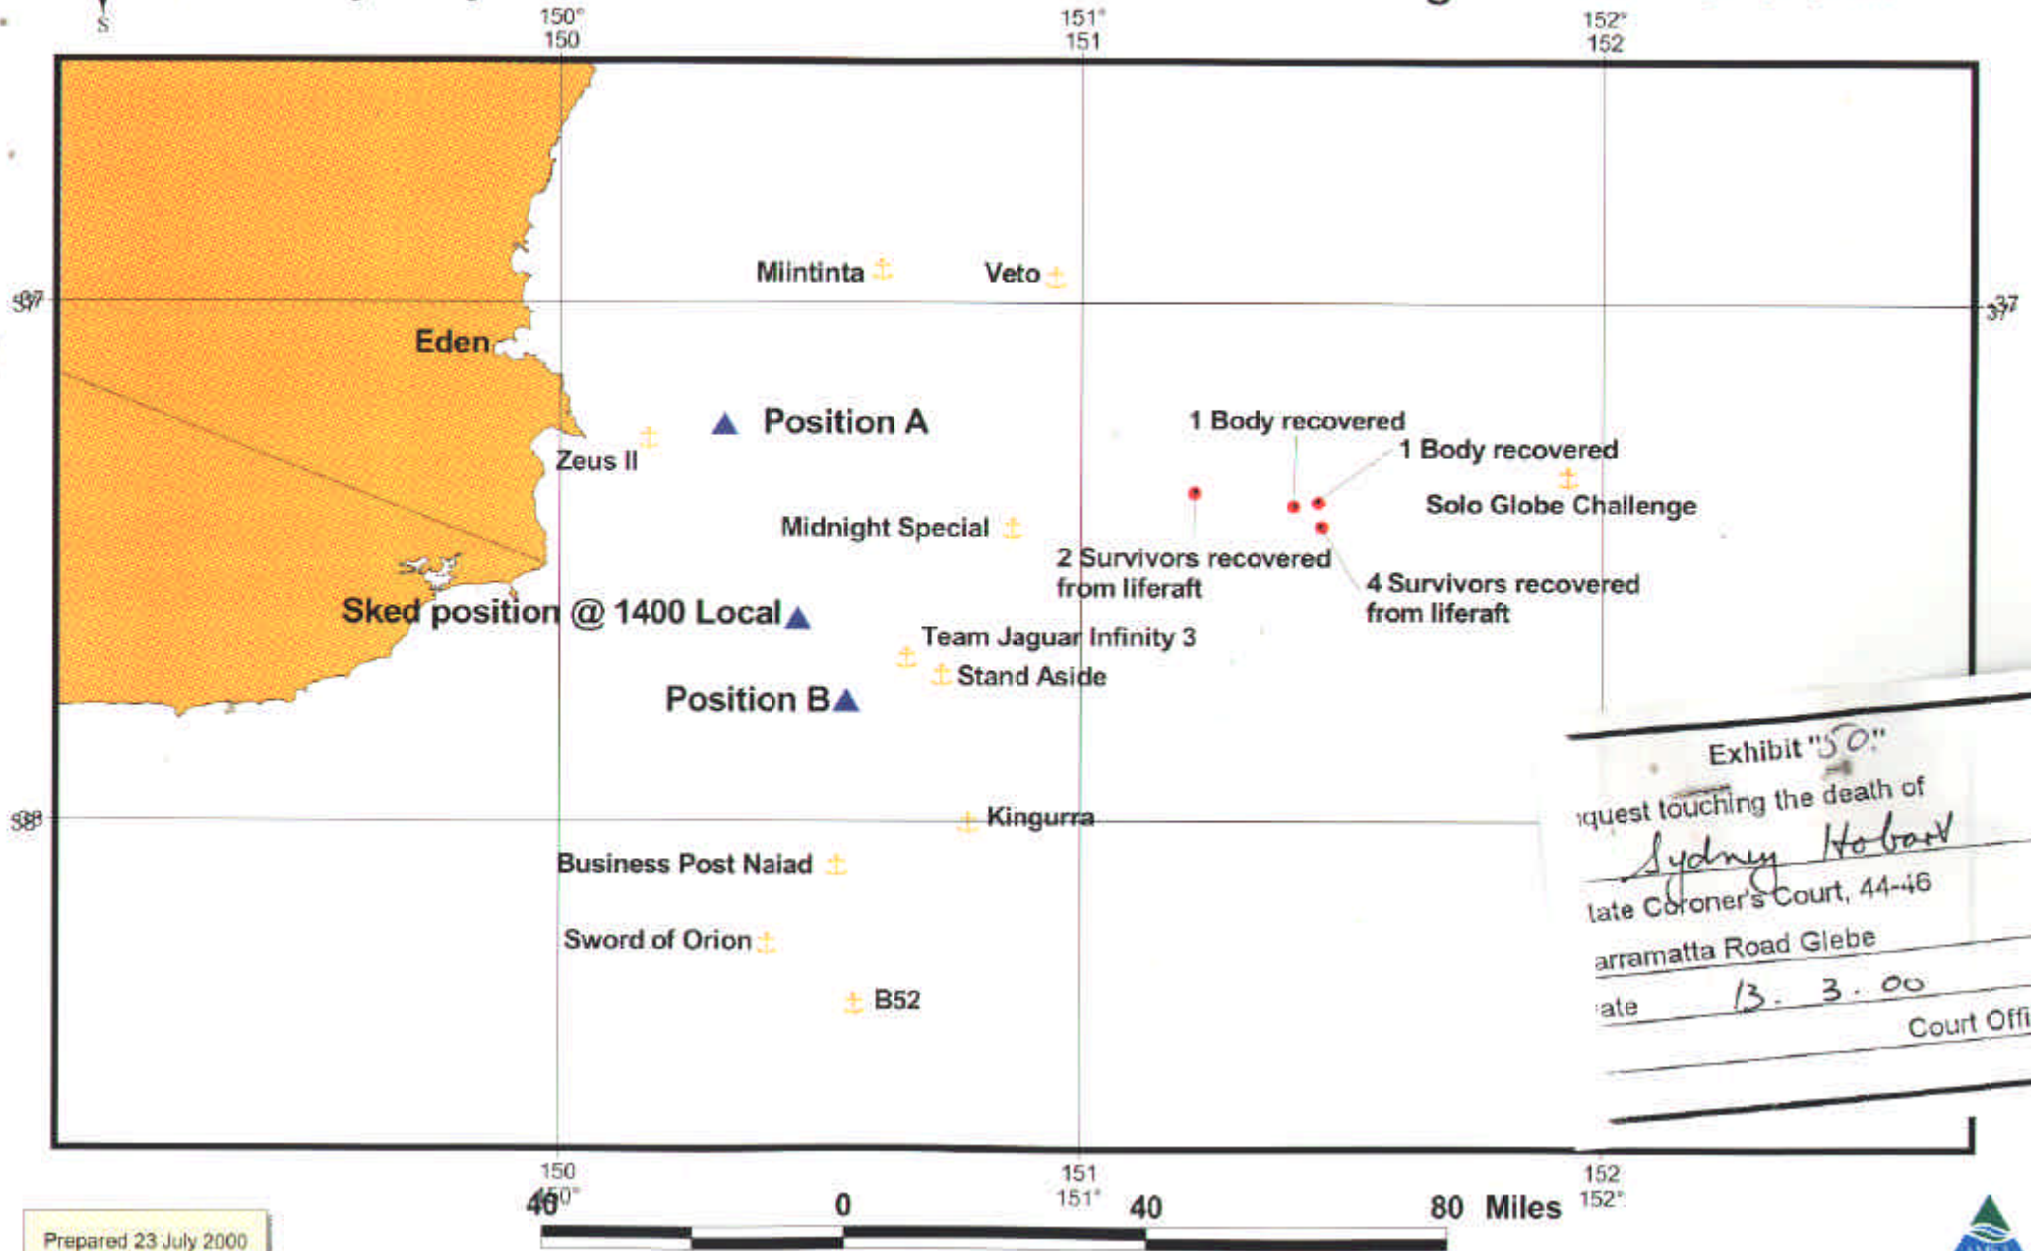 S
150° 151° 152°
150 151 152
Miintinta Veto
37 37
Eden
Position A
1 Body recovered
1 Body recovered
Zeus II
Solo Globe Challenge
Midnight Special
2 Survivors recovered
from liferaft
4 Survivors recovered
from liferaft
Sked position @ 1400 Local
Team Jaguar Infinity 3
Stand Aside
Position B
38
Kingurra
Business Post Naiad
Sword of Orion
B52
Exhibit "50."
quest touching the death of
Sydney Hobart
tate Coroner's Court, 44-46
arramatta Road Glebe
ate 13. 3. 00
Court Offi
150 151 152
150° 151° 152°
40 0 40 80 Miles
Prepared 23 July 2000